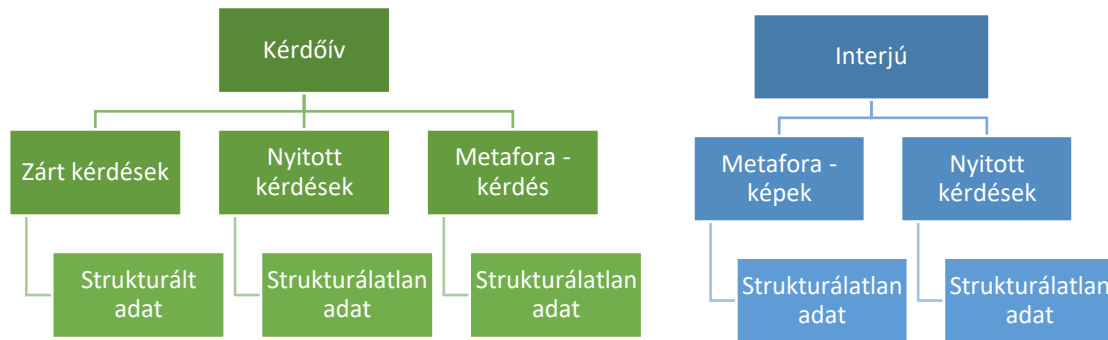 Kérdőív
Zárt kérdések
Nyitott
kérdések
Metafora -
kérdés
Strukturált
adat
Strukturálatlan
adat
Strukturálatlan
adat
Interjú
Metafora -
képek
Nyitott
kérdések
Strukturálatlan
adat
Strukturálatlan
adat